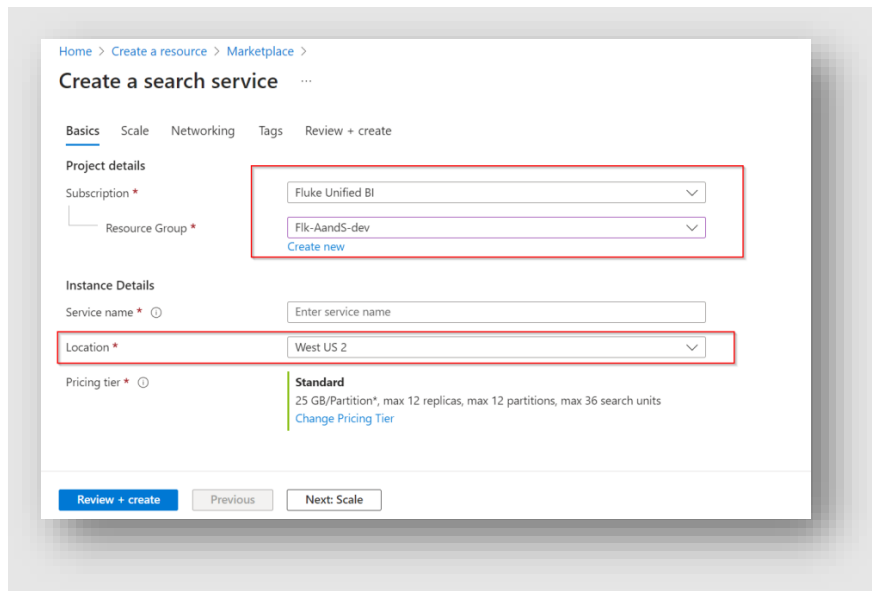 Home > Create a resource > Marketplace >
Create a search service ...
Basics Scale Networking Tags Review + create
Project details
Subscription * Fluke Unified BI
Resource Group * Flk-AandS-dev
Create new
Instance Details
Service name * Enter service name
Location * West US 2
Pricing tier * Standard
25 GB/Partition*, max 12 replicas, max 12 partitions, max 36 search units
Change Pricing Tier
Review + create Previous Next: Scale